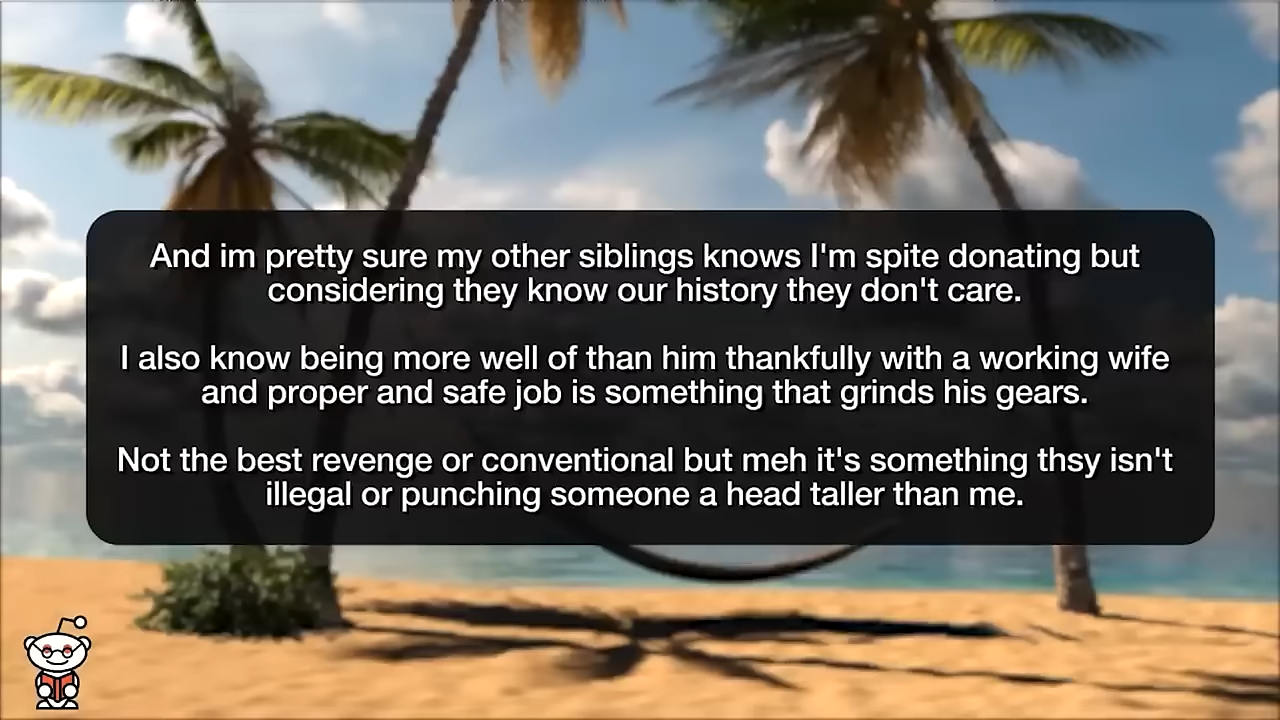 And im pretty sure my other siblings knows I'm spite donating but
considering they know our history they don't care.
I also know being more well of than him thankfully with a working wife
and proper and safe job is something that grinds his gears.
Not the best revenge or conventional but meh it's something thsy isn't
illegal or punching someone a head taller than me.